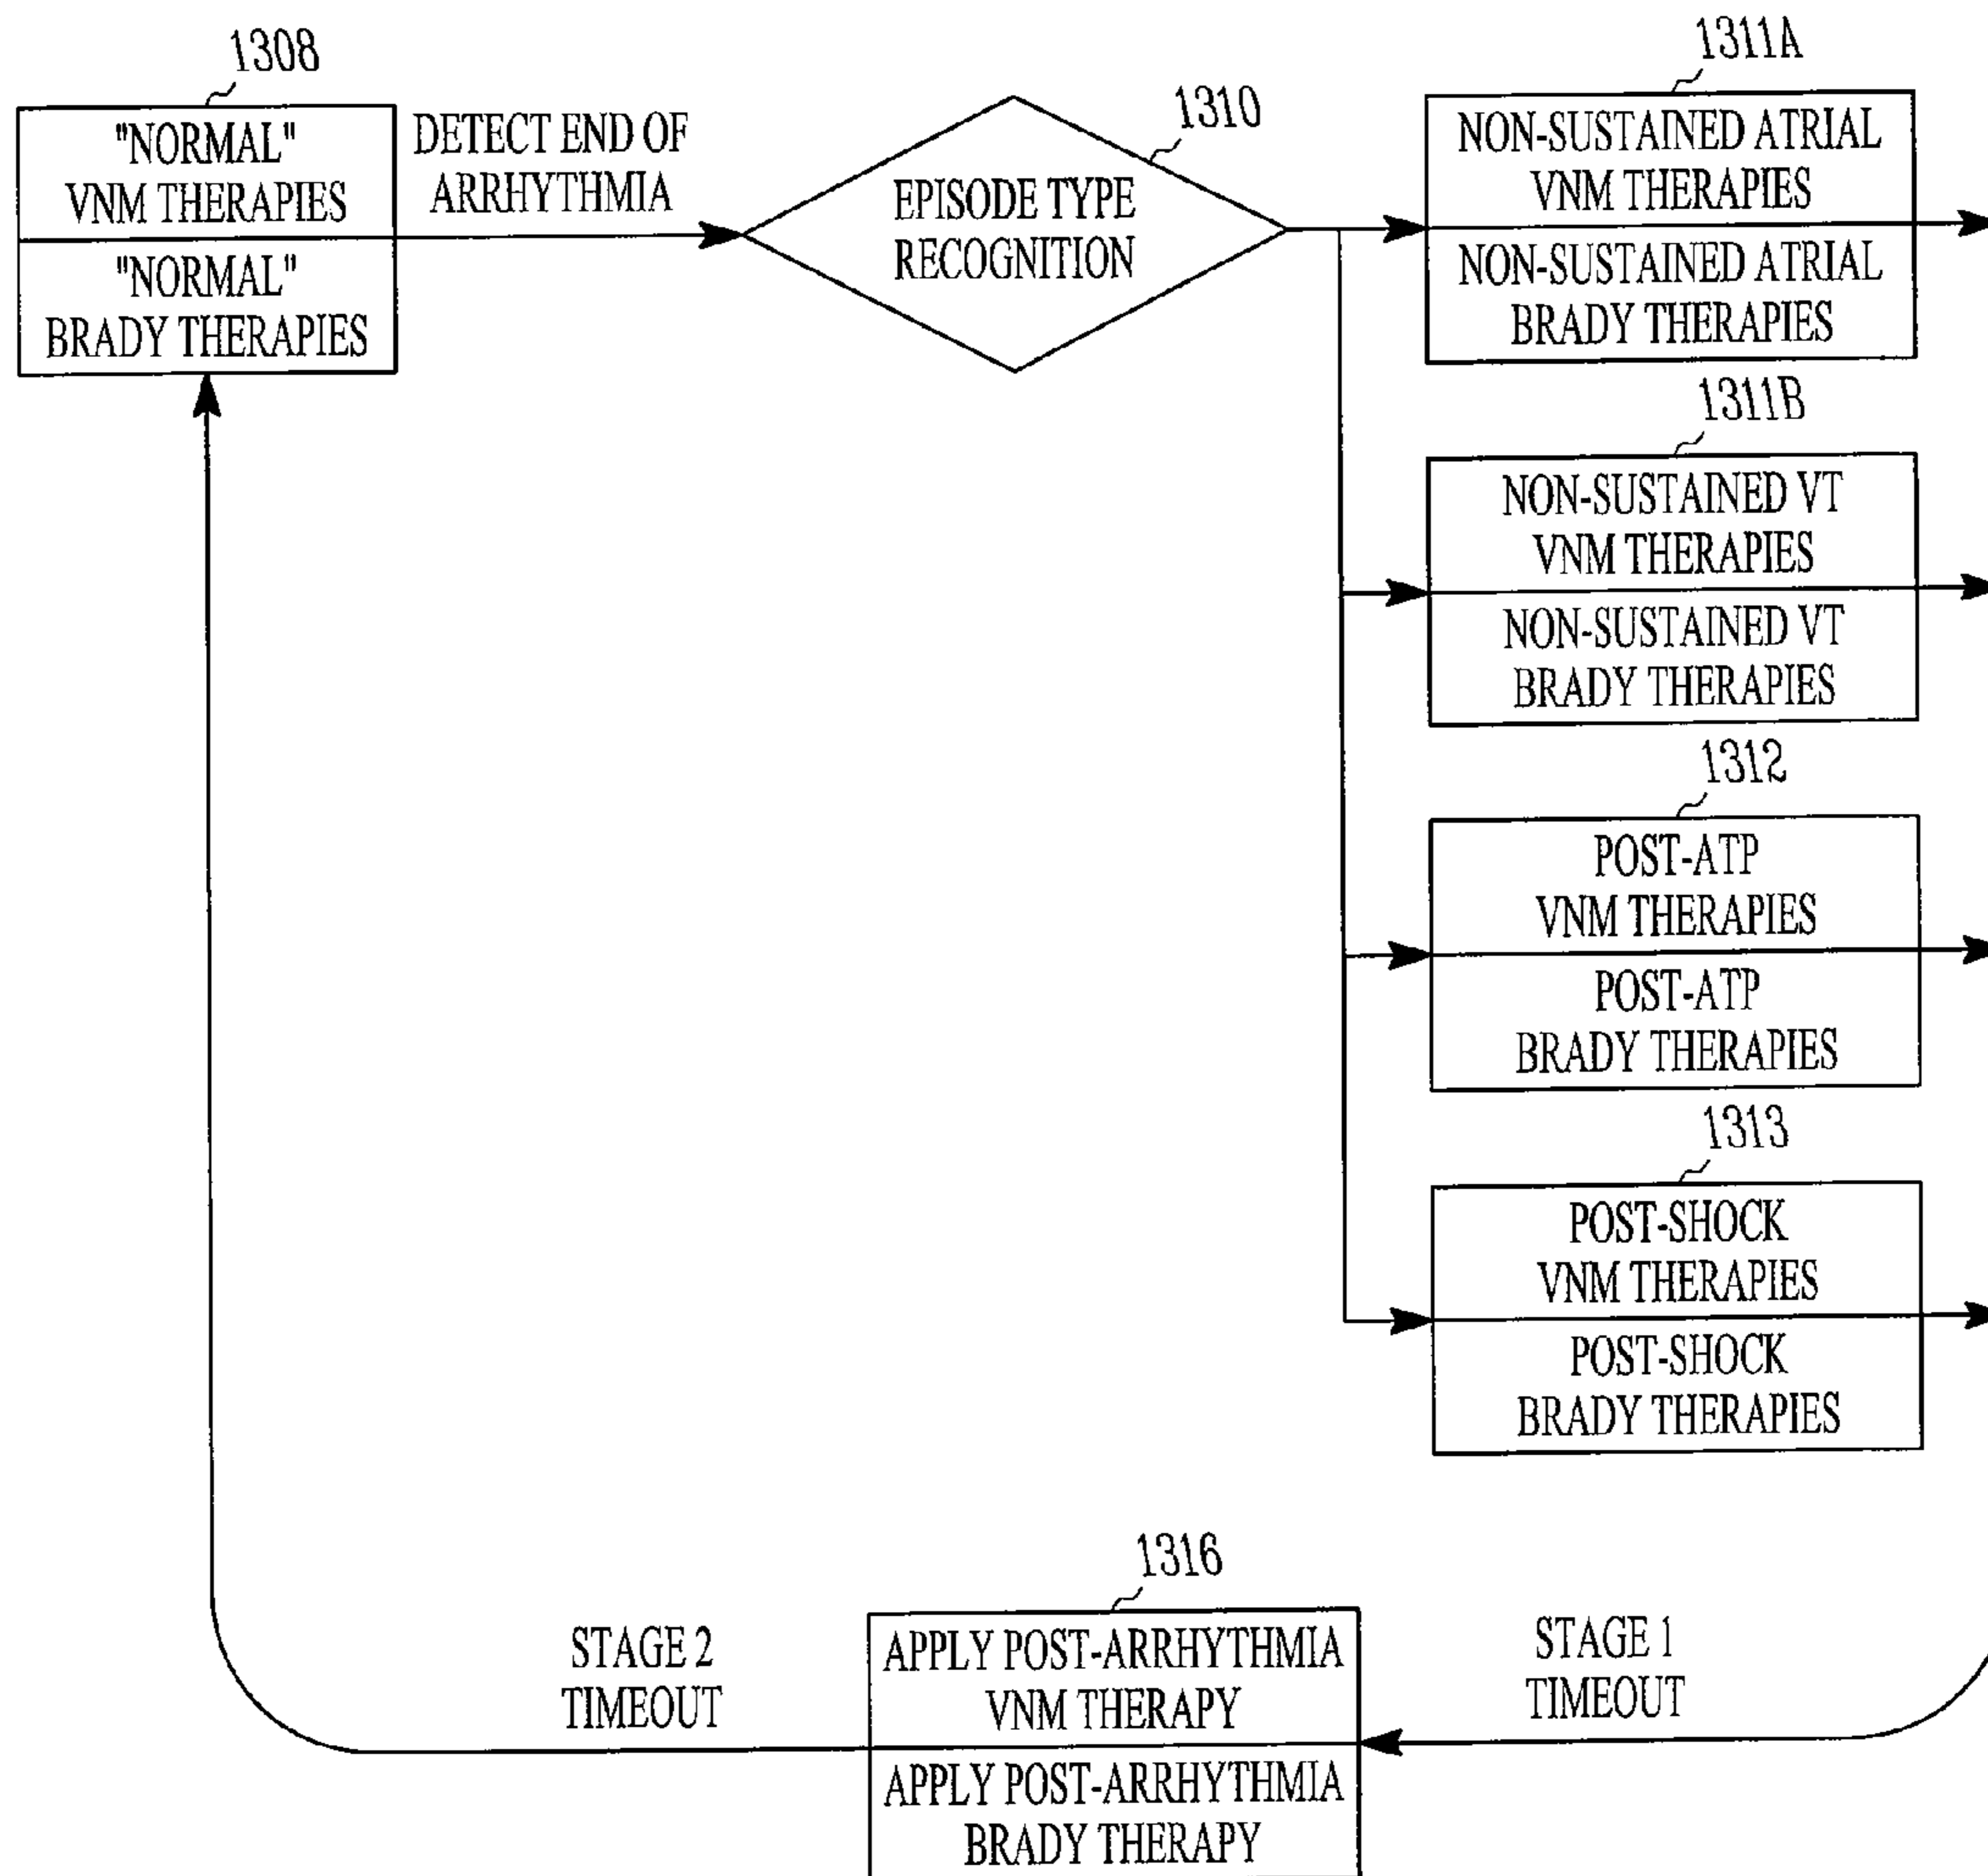 1308
"NORMAL"
VNM THERAPIES
"NORMAL"
BRADY THERAPIES
DETECT END OF
ARRHYTHMIA
1310
EPISODE TYPE
RECOGNITION
1311A
NON-SUSTAINED ATRIAL
VNM THERAPIES
NON-SUSTAINED ATRIAL
BRADY THERAPIES
1311B
NON-SUSTAINED VT
VNM THERAPIES
NON-SUSTAINED VT
BRADY THERAPIES
1312
POST-ATP
VNM THERAPIES
POST-ATP
BRADY THERAPIES
1313
POST-SHOCK
VNM THERAPIES
POST-SHOCK
BRADY THERAPIES
STAGE 1
TIMEOUT
1316
APPLY POST-ARRHYTHMIA
VNM THERAPY
APPLY POST-ARRHYTHMIA
BRADY THERAPY
STAGE 2
TIMEOUT